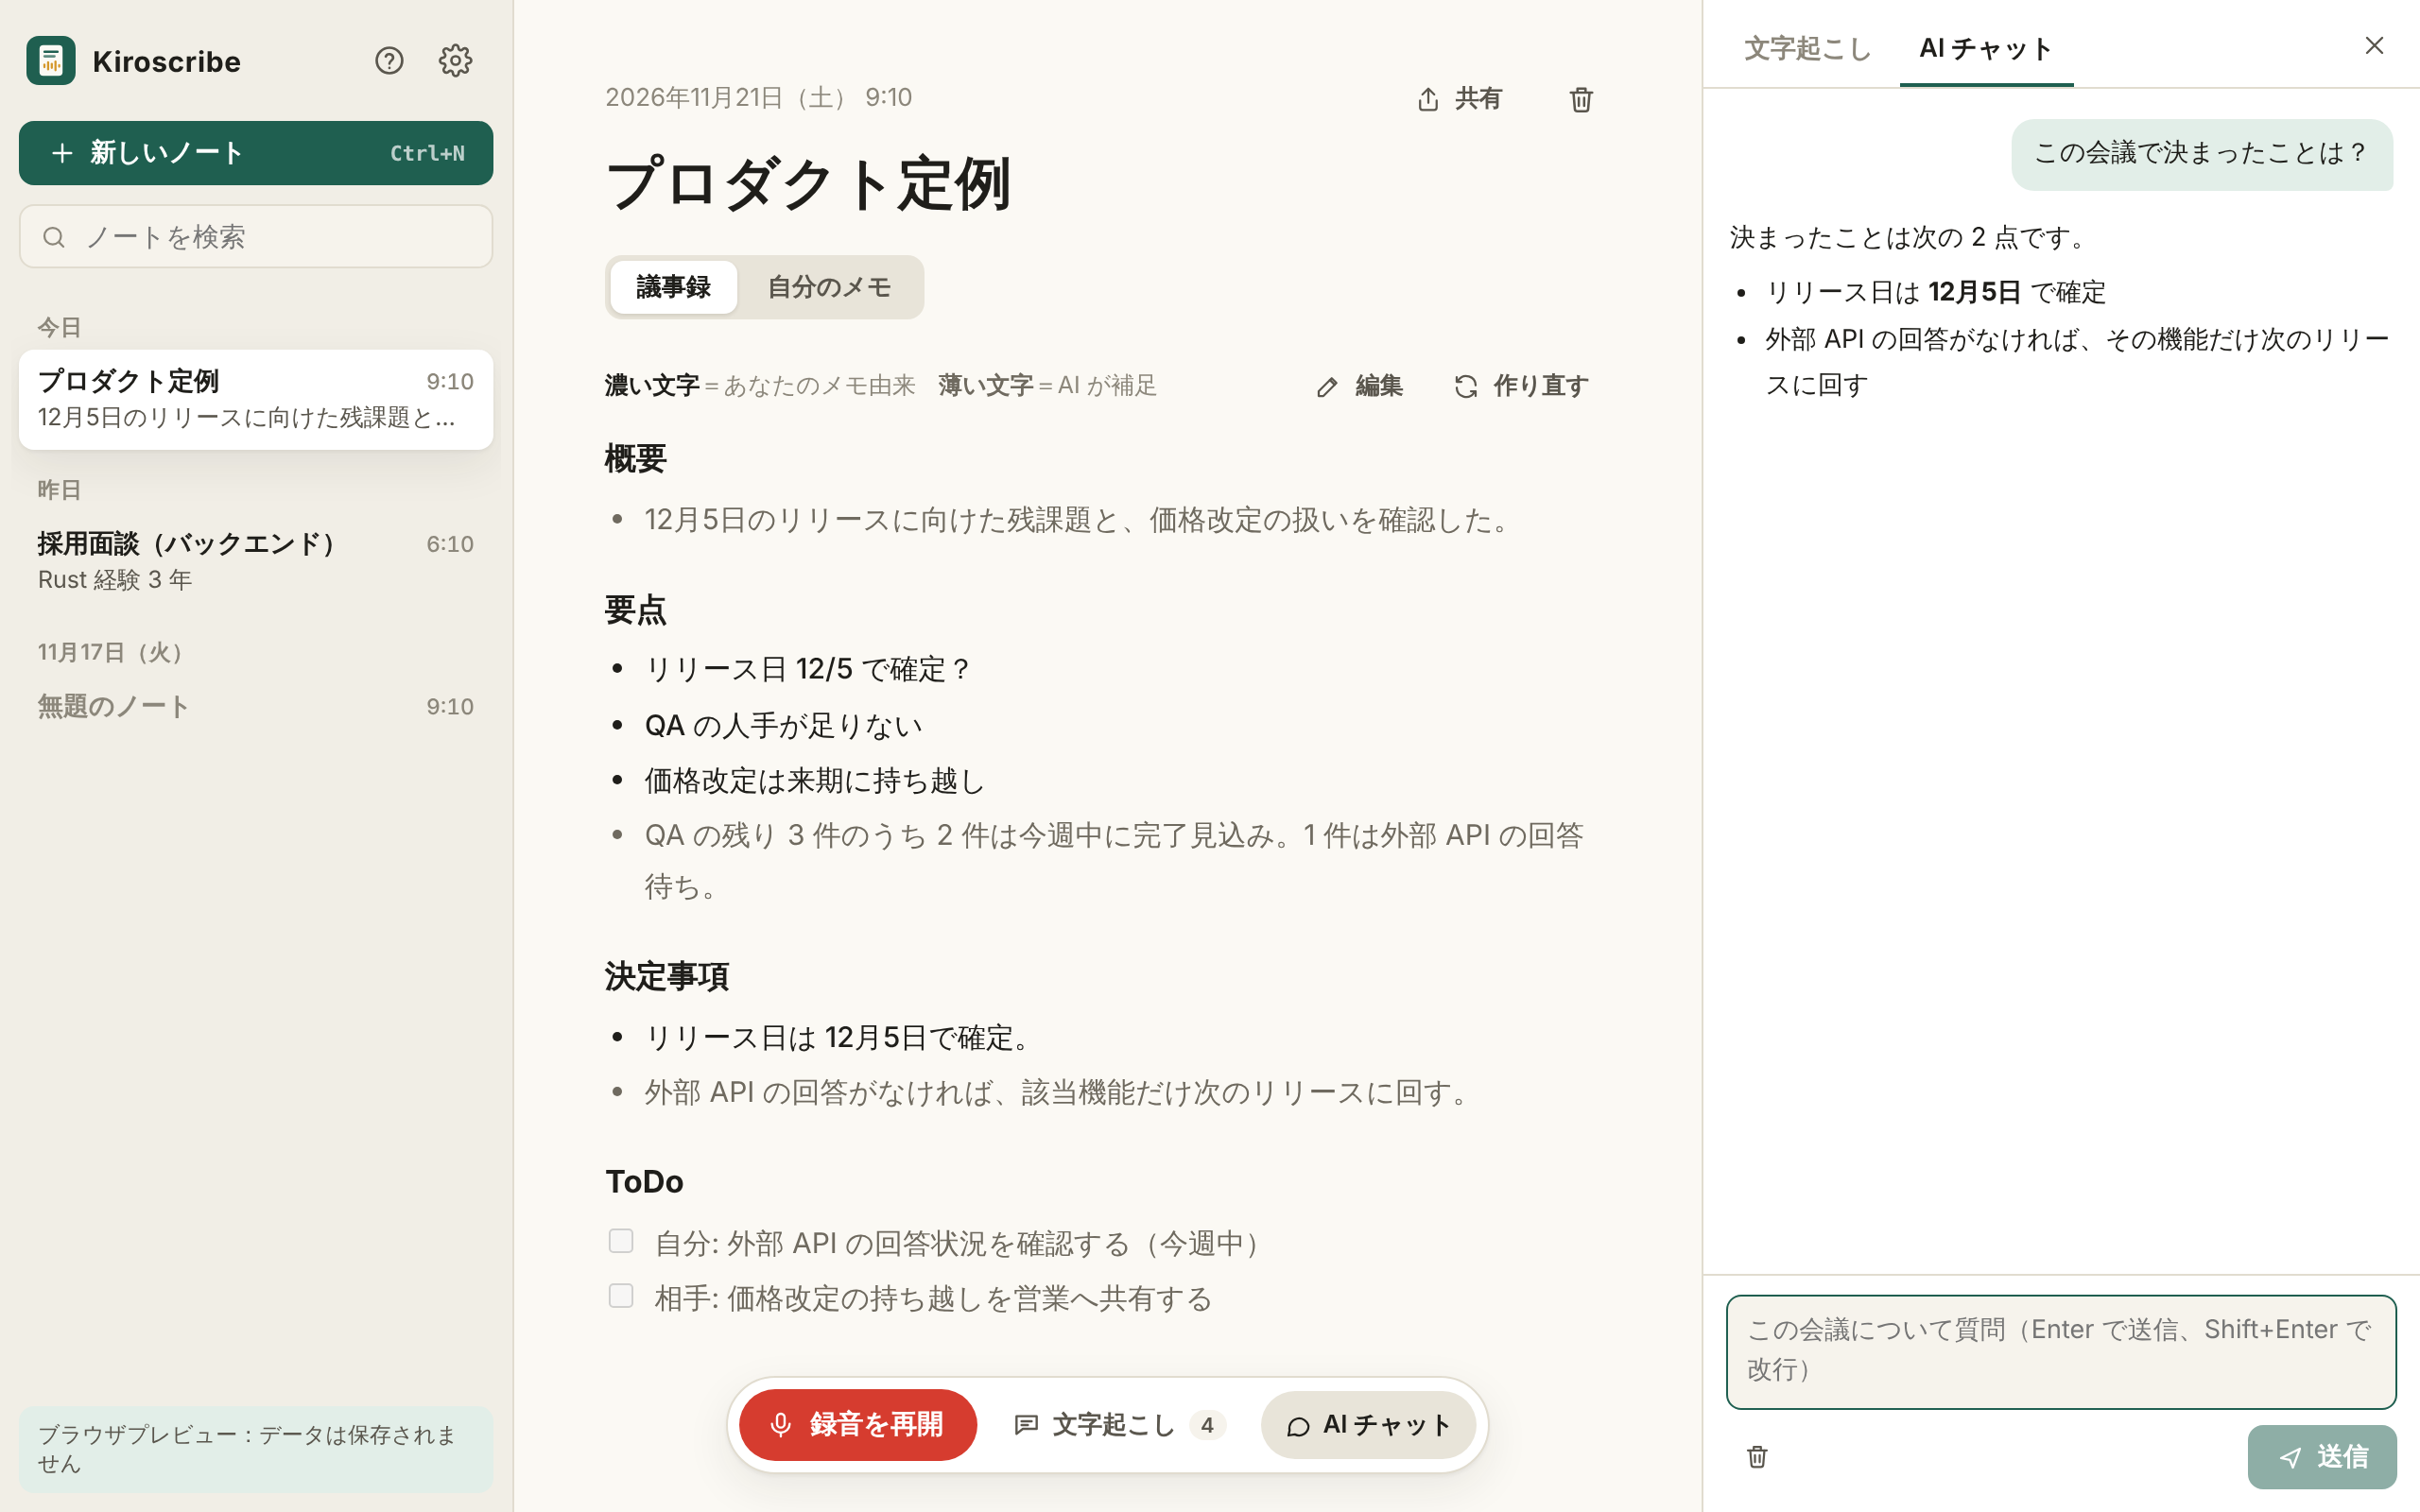 Kiroscribe
新しいノート Ctrl+N
ノートを検索
今日
プロダクト定例 9:10
12月5日のリリースに向けた残課題と...
昨日
採用面談（バックエンド） 6:10
Rust 経験 3 年
11月17日（火）
無題のノート 9:10
ブラウザプレビュー：データは保存されま
せん
2026年11月21日（土） 9:10
共有
プロダクト定例
議事録 自分のメモ
濃い文字＝あなたのメモ由来 薄い文字＝AI が補足
編集 作り直す
概要
• 12月5日のリリースに向けた残課題と、価格改定の扱いを確認した。
要点
• リリース日 12/5 で確定？
• QA の人手が足りない
• 価格改定は来期に持ち越し
• QA の残り 3 件のうち 2 件は今週中に完了見込み。1 件は外部 API の回答
待ち。
決定事項
• リリース日は 12月5日で確定。
• 外部 API の回答がなければ、該当機能だけ次のリリースに回す。
ToDo
自分: 外部 API の回答状況を確認する（今週中）
相手: 価格改定の持ち越しを営業へ共有する
録音を再開 文字起こし 4 AI チャット
文字起こし AI チャット
この会議で決まったことは？
決まったことは次の 2 点です。
• リリース日は 12月5日 で確定
• 外部 API の回答がなければ、その機能だけ次のリリー
スに回す
この会議について質問（Enter で送信、Shift+Enter で
改行）
送信